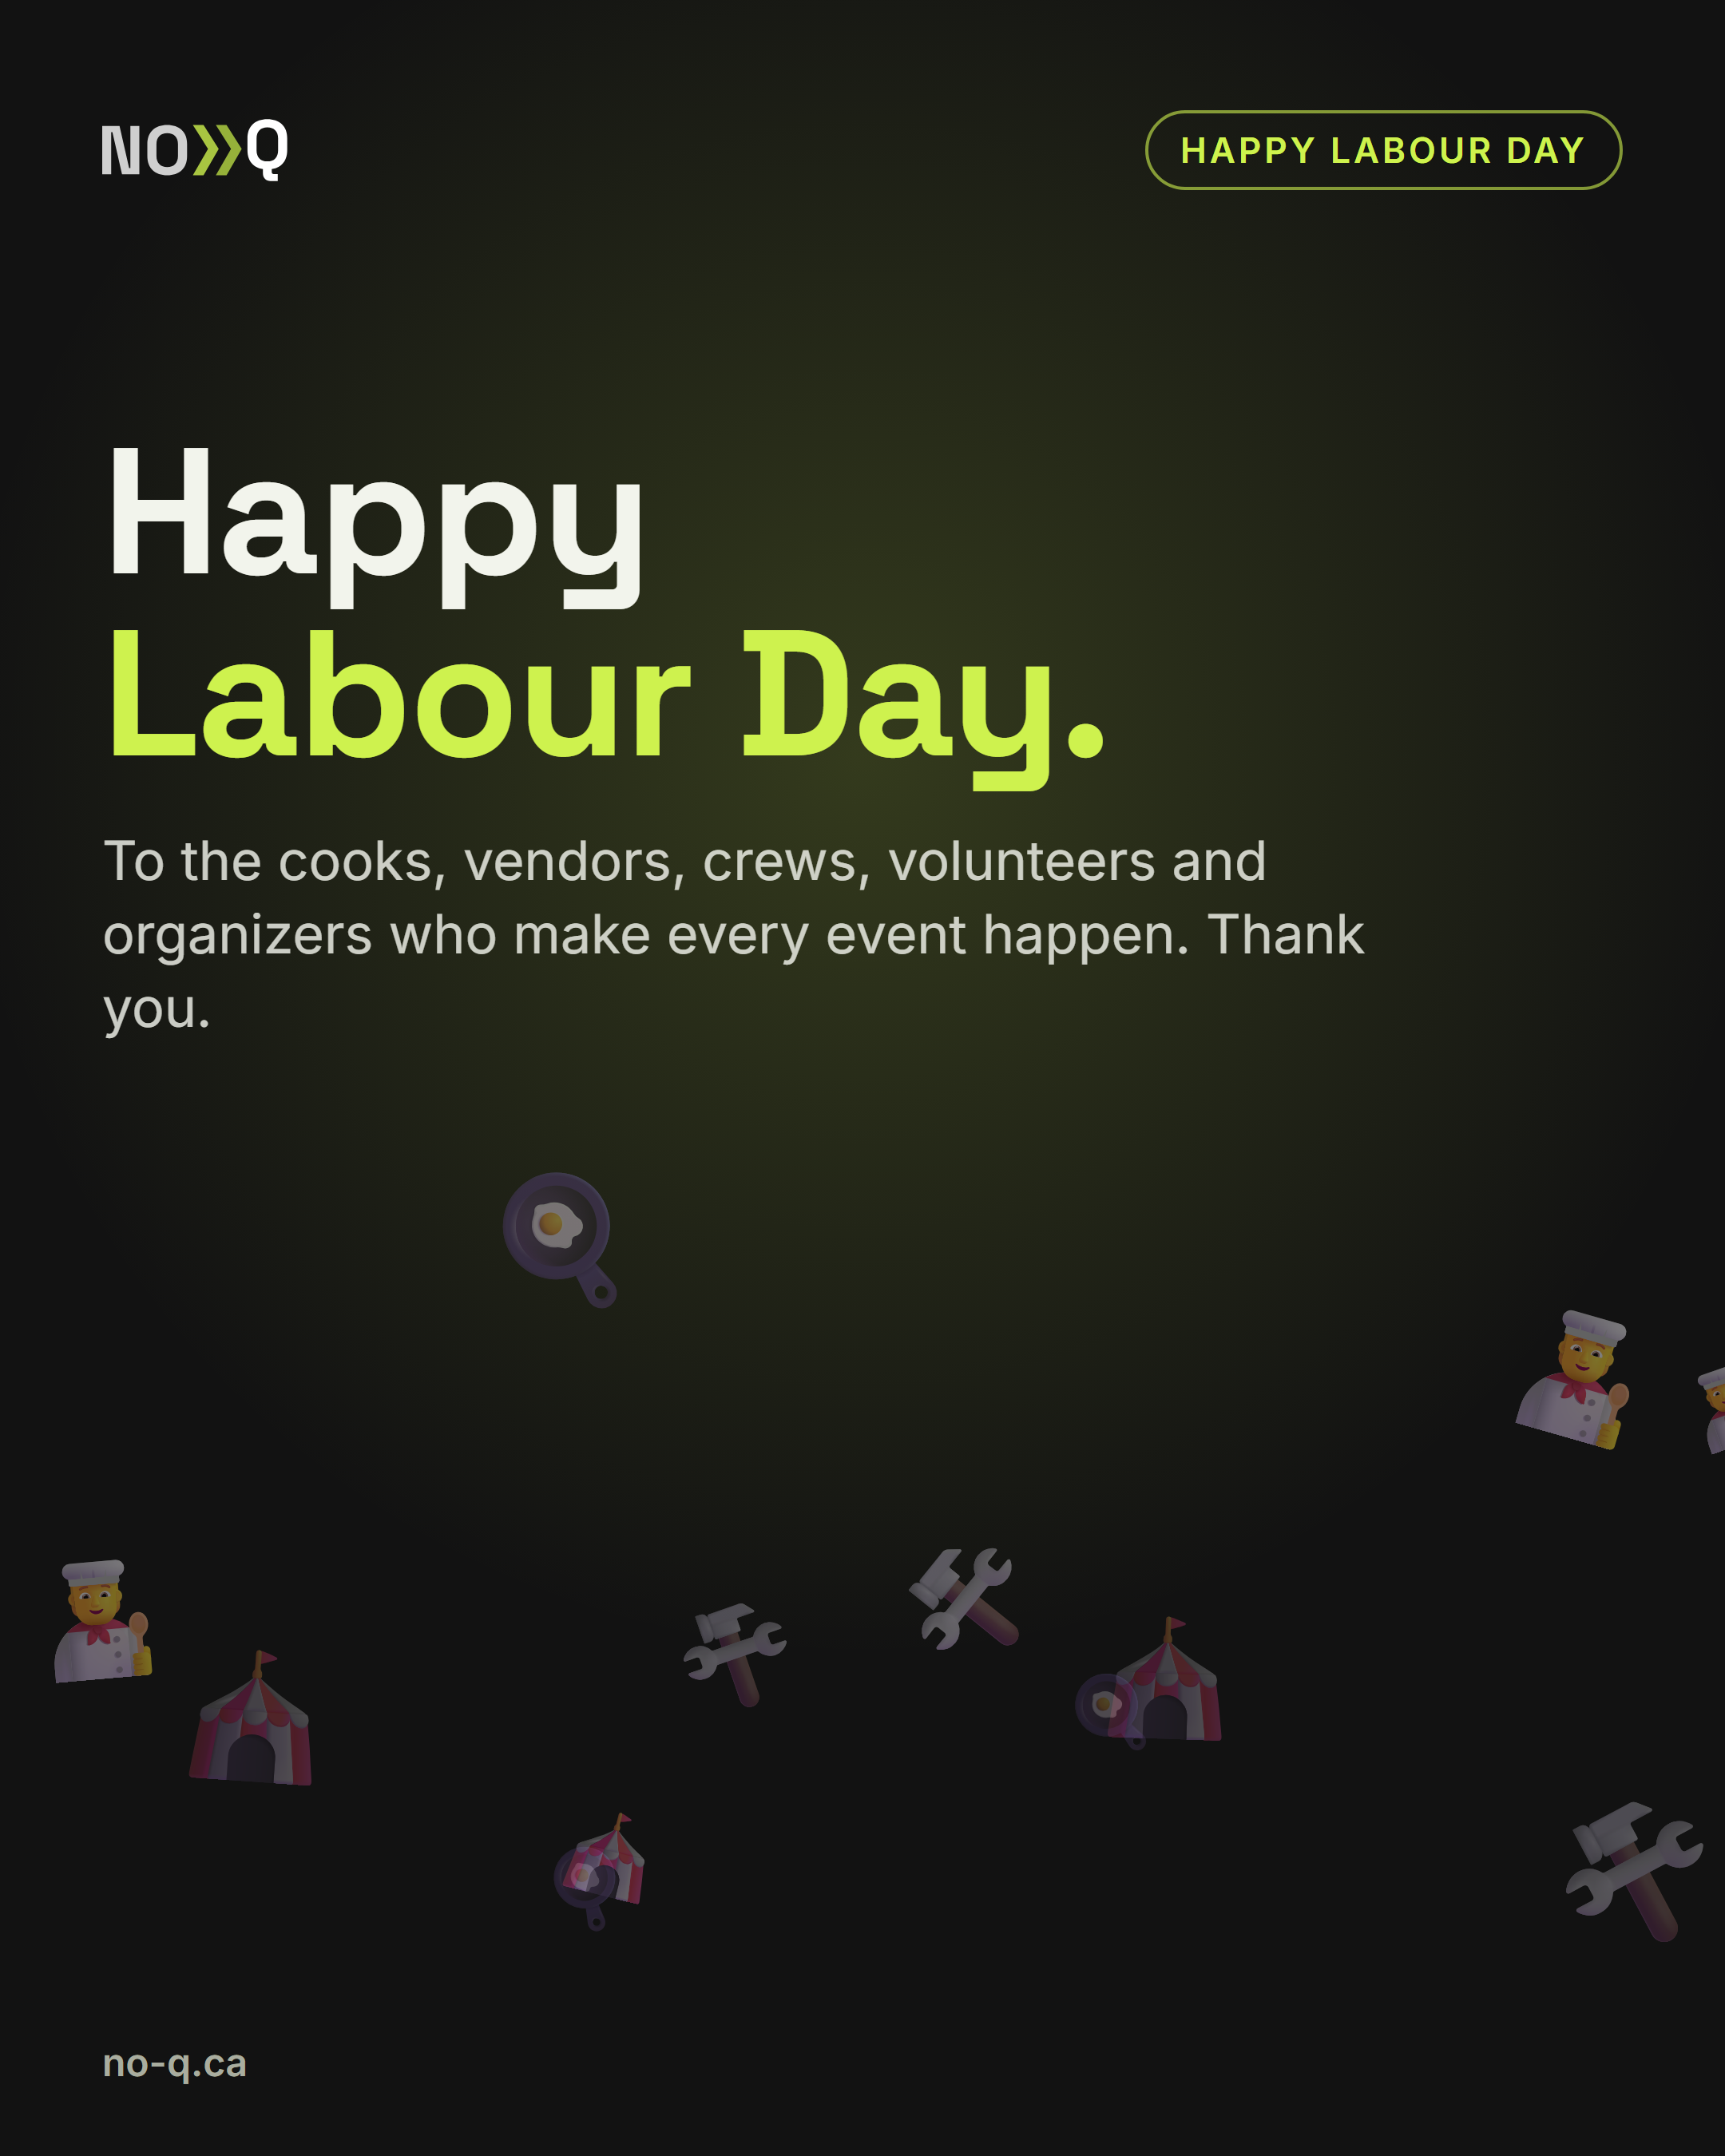 NO»Q
HAPPY LABOUR DAY
Happy
Labour Day.
To the cooks, vendors, crews, volunteers and
organizers who make every event happen. Thank
you.
no-q.ca